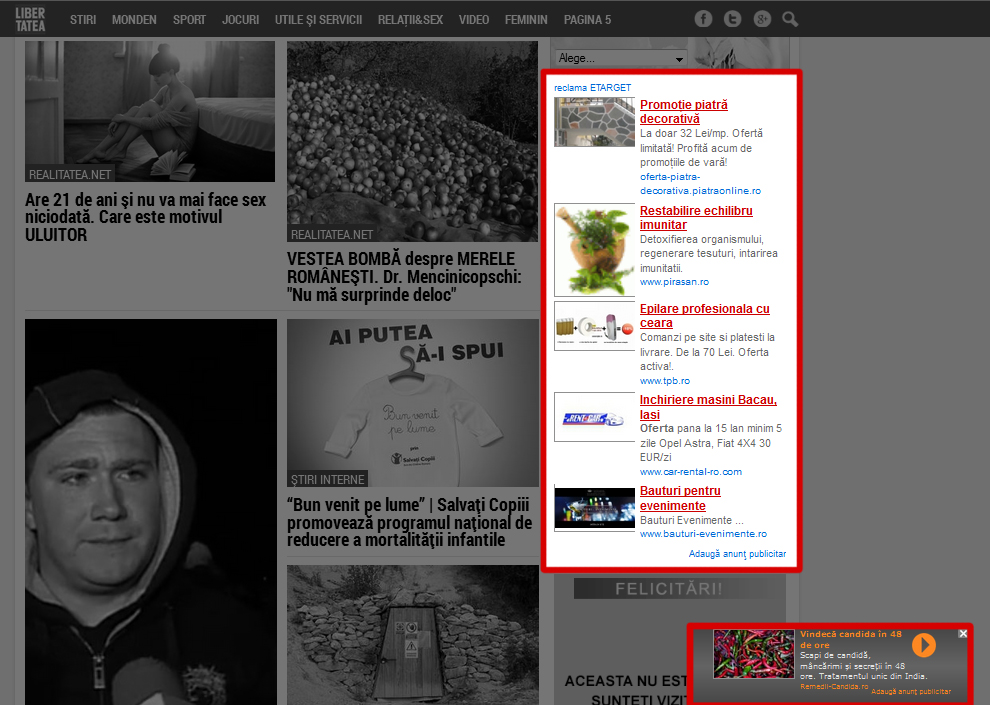 LIBER
TATEA
STIRI MONDEN SPORT JOCURI UTILE ŞI SERVICII RELAŢII&SEX VIDEO FEMININ PAGINA 5
REALITATEA.NET
Are 21 de ani şi nu va mai face sex
niciodată. Care este motivul
ULUITOR
REALITATEA.NET
VESTEA BOMBĂ despre MERELE
ROMÂNEŞTI. Dr. Mencinicopschi:
"Nu mă surprinde deloc"
AI PUTEA
SĂ-I SPUI
Bun venit
pe lume
Salvaţi Copiii
ŞTIRI INTERNE
“Bun venit pe lume” | Salvaţi Copiii
promovează programul naţional de
reducere a mortalităţii infantile
Alege...
reclama ETARGET
Promoţie piatră
decorativă
La doar 32 Lei/mp. Ofertă
limitată! Profită acum de
promoţiile de vară!
oferta-piatra-
decorativa.piatraonline.ro
Restabilire echilibru
imunitar
Detoxifierea organismului,
regenerare tesuturi, intarirea
imunitatii.
www.pirasan.ro
Epilare profesionala cu
ceara
Comanzi pe site si platesti la
livrare. De la 70 Lei. Oferta
activa!.
www.tpb.ro
RENT CARS
Inchiriere masini Bacau,
Iasi
Oferta pana la 15 Ian minim 5
zile Opel Astra, Fiat 4X4 30
EUR/zi
www.car-rental-ro.com
Bauturi pentru
evenimente
Bauturi Evenimente ...
www.bauturi-evenimente.ro
Adaugă anunţ publicitar
FELICITĂRI!
ACEASTA NU EST
SUNTEŢI VIZIT
Vindecă candida în 48
de ore
Scapi de candidă,
mâncărimi şi secreţii în 48
ore. Tratamentul unic din India.
Remedii-Candida.ro
Adaugă anunţ publicitar